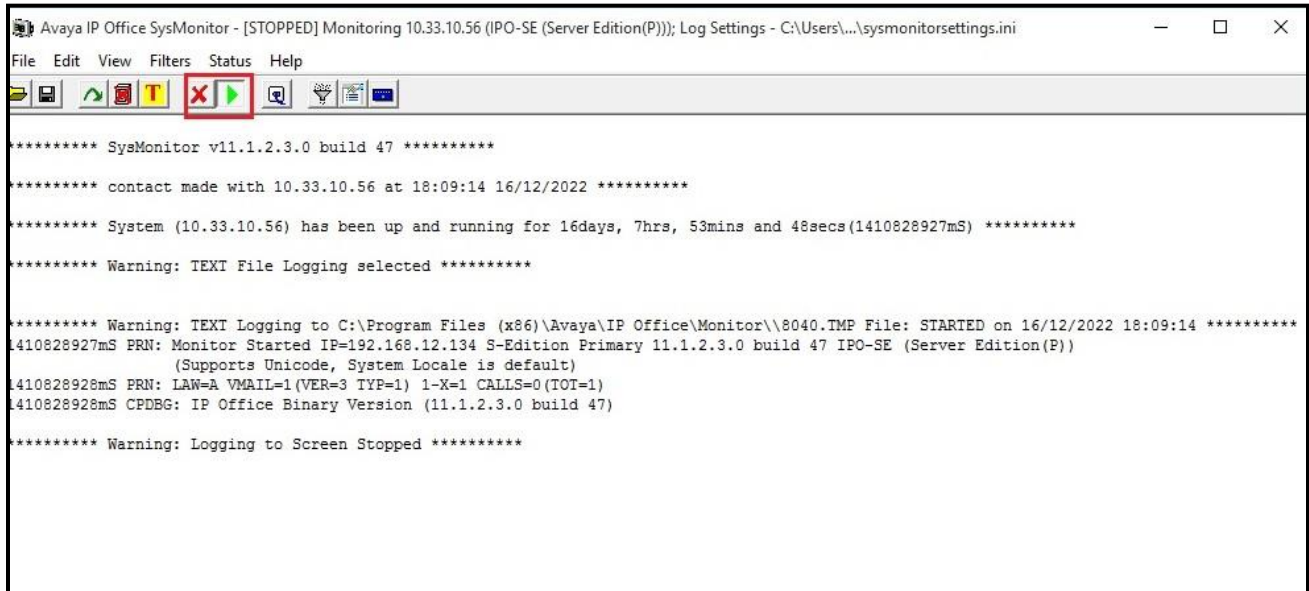 Avaya IP Office SysMonitor - [STOPPED] Monitoring 10.33.10.56 (IPO-SE (Server Edition(P))); Log Settings - C:\Users\...\sysmonitorsettings.ini
File Edit View Filters Status Help
T
********** SysMonitor v11.1.2.3.0 build 47 **********
********** contact made with 10.33.10.56 at 18:09:14 16/12/2022 **********
********** System (10.33.10.56) has been up and running for 16days, 7hrs, 53mins and 48secs(1410828927mS) **********
********** Warning: TEXT File Logging selected **********
********** Warning: TEXT Logging to C:\Program Files (x86)\Avaya\IP Office\Monitor\\8040.TMP File: STARTED on 16/12/2022 18:09:14 **********
1410828927mS PRN: Monitor Started IP=192.168.12.134 S-Edition Primary 11.1.2.3.0 build 47 IPO-SE (Server Edition(P))
(Supports Unicode, System Locale is default)
1410828928mS PRN: LAW=A VMAIL=1(VER=3 TYP=1) 1-X=1 CALLS=0(TOT=1)
1410828928mS CPDBG: IP Office Binary Version (11.1.2.3.0 build 47)
********** Warning: Logging to Screen Stopped **********